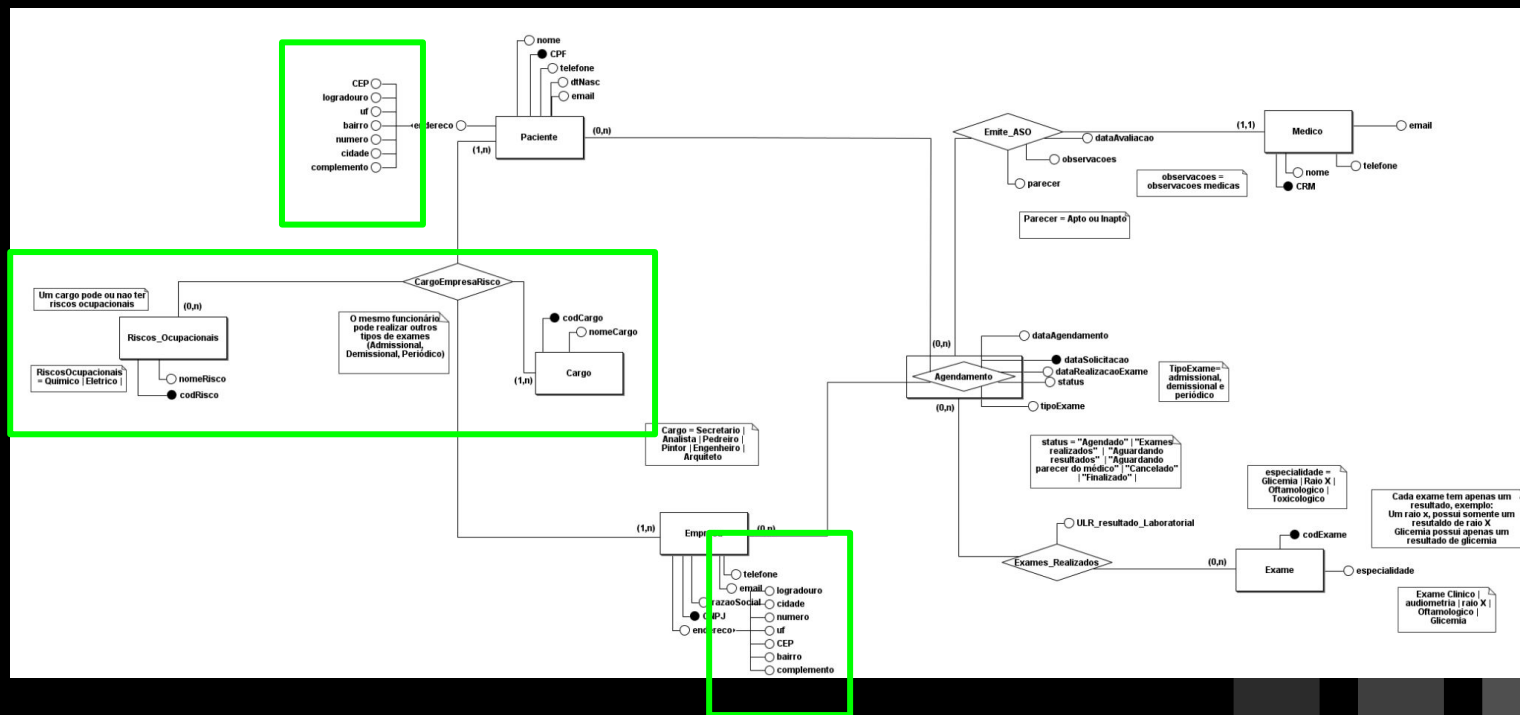 nome
CPF
telefone
dtNasc
email
CEP
logradouro
uf
bairro
numero
cidade
complemento
endereco
Paciente
(0,n)
(1,n)
Emite_ASO
dataAvaliacao
observacoes
parecer
(1,1)
Medico
email
telefone
nome
CRM
observacoes =
observacoes medicas
Parecer = Apto ou Inapto
CargoEmpresaRisco
Um cargo pode ou nao ter
riscos ocupacionais
(0,n)
Riscos_Ocupacionais
RiscosOcupacionais
= Quimico | Eletrico |
nomeRisco
codRisco
O mesmo funcionário
pode realizar outros
tipos de exames
(Admissional,
Demissional, Periódico)
codCargo
nomeCargo
(1,n)
Cargo
Cargo = Secretario |
Analista | Pedreiro |
Pintor | Engenheiro |
Arquiteto
(0,n)
Agendamento
(0,n)
dataAgendamento
dataSolicitacao
dataRealizacaoExame
status
tipoExame
TipoExame=
admissional,
demissional e
periódico
status = "Agendado" | "Exames
realizados" | "Aguardando
resultados" | "Aguardando
parecer do médico" | "Cancelado"
| "Finalizado" |
(1,n)
(0,n)
telefone
email
razaoSocial
CNPJ
endereco
logradouro
cidade
numero
uf
CEP
bairro
complemento
ULR_resultado_Laboratorial
Exames_Realizados
(0,n)
Exame
codExame
especialidade
especialidade =
Glicemia | Raio X |
Oftamologico |
Toxicologico
Cada exame tem apenas um
resultado, exemplo:
Um raio x, possui somente um
resutaldo de raio X
Glicemia possui apenas um
resultado de glicemia
Exame Clinico |
audiometria | raio X |
Oftamologico |
Glicemia